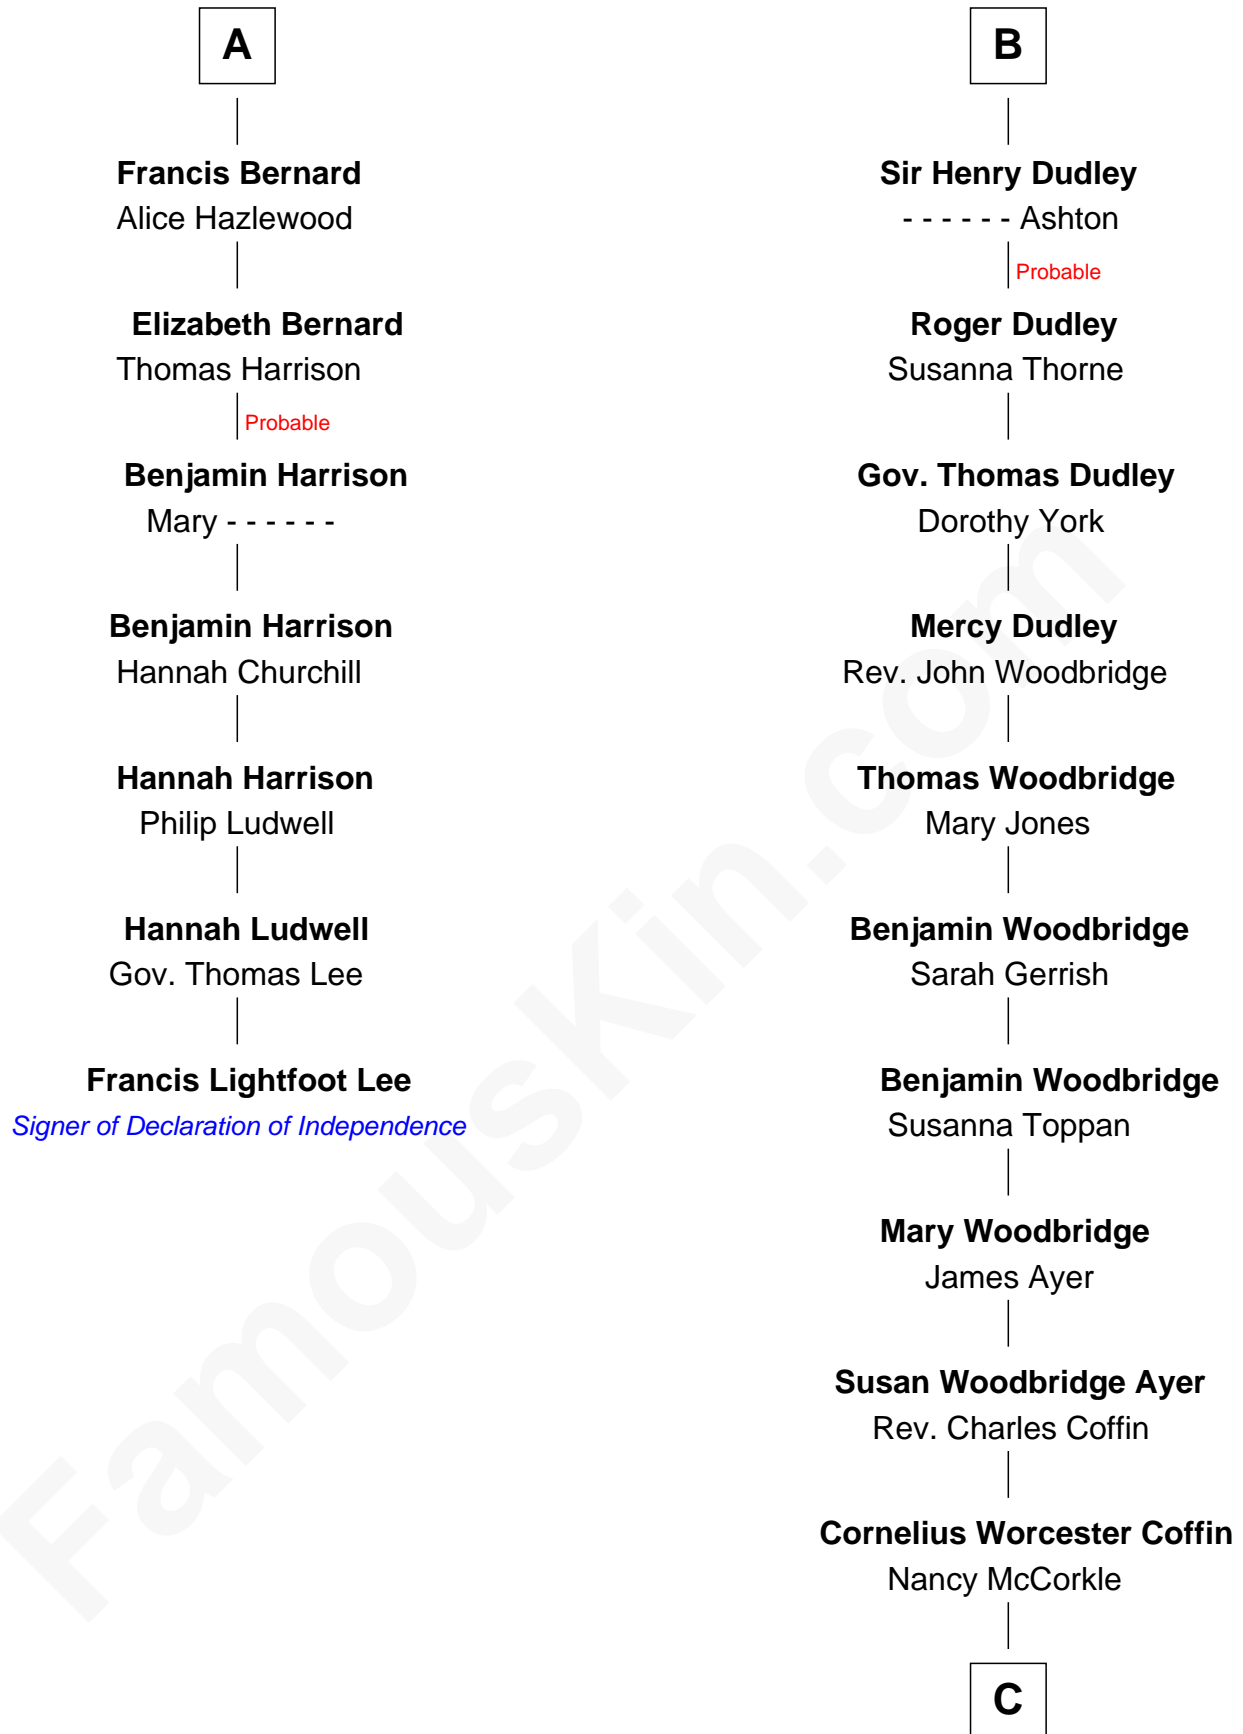 A
Francis Bernard
Alice Hazlewood
Elizabeth Bernard
Thomas Harrison
Probable
Benjamin Harrison
Mary - - - - - -
Benjamin Harrison
Hannah Churchill
Hannah Harrison
Philip Ludwell
Hannah Ludwell
Gov. Thomas Lee
Francis Lightfoot Lee
Signer of Declaration of Independence
B
Sir Henry Dudley
- - - - - - Ashton
Probable
Roger Dudley
Susanna Thorne
Gov. Thomas Dudley
Dorothy York
Mercy Dudley
Rev. John Woodbridge
Thomas Woodbridge
Mary Jones
Benjamin Woodbridge
Sarah Gerrish
Benjamin Woodbridge
Susanna Toppan
Mary Woodbridge
James Ayer
Susan Woodbridge Ayer
Rev. Charles Coffin
Cornelius Worcester Coffin
Nancy McCorkle
C
FamousKin.com